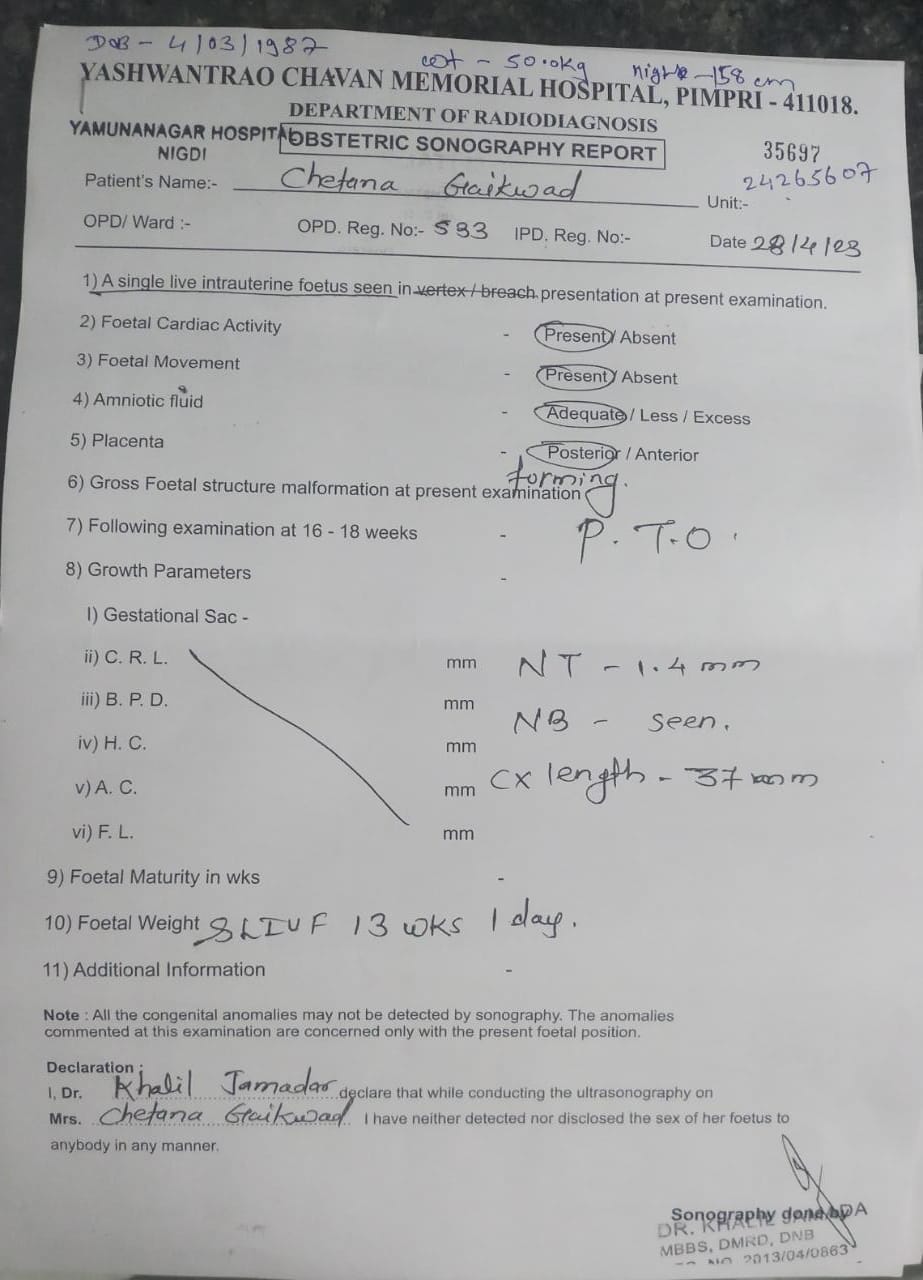 DOB - 4/03/1987
wt - 50.0kg
hight - 158 cm
YASHWANTRAO CHAVAN MEMORIAL HOSPITAL, PIMPRI - 411018.
DEPARTMENT OF RADIODIAGNOSIS
YAMUNANAGAR HOSPITAL
NIGDI
OBSTETRIC SONOGRAPHY REPORT
35697
24265607
Patient's Name:- Chetana Gaikwad Unit:-
OPD/ Ward :- OPD. Reg. No:- 593 IPD. Reg. No:- Date 28/4/23
1) A single live intrauterine foetus seen in vertex / breach presentation at present examination.
2) Foetal Cardiac Activity - Present / Absent
3) Foetal Movement - Present / Absent
4) Amniotic fluid - Adequate / Less / Excess
5) Placenta - Posterior / Anterior
forming.
6) Gross Foetal structure malformation at present examination
7) Following examination at 16 - 18 weeks - P.T.O.
8) Growth Parameters -
I) Gestational Sac -
ii) C. R. L. mm NT - 1.4 mm
iii) B. P. D. mm NB - seen.
iv) H. C. mm
v) A. C. mm CX length - 37 mm
vi) F. L. mm
9) Foetal Maturity in wks -
10) Foetal Weight SLIUF 13 wks 1 day.
11) Additional Information -
Note : All the congenital anomalies may not be detected by sonography. The anomalies
commented at this examination are concerned only with the present foetal position.
Declaration :
I, Dr. Khalil Jamadar declare that while conducting the ultrasonography on
Mrs. Chetana Gaikwad I have neither detected nor disclosed the sex of her foetus to
anybody in any manner.
Sonography done by
DR. KHALIL
MBBS, DMRD, DNB
NO. 2013/04/0863